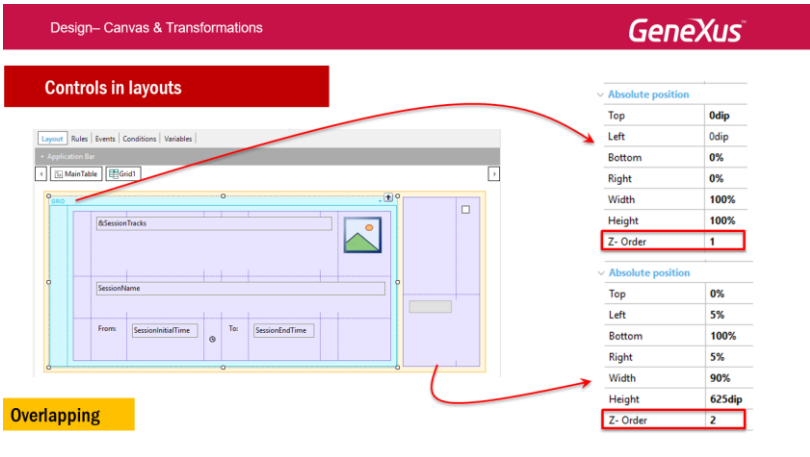 Design– Canvas & Transformations
GeneXus™
Controls in layouts
Layout Rules Events Conditions Variables
Application Bar
MainTable Grid1
GRID
&SessionTracks
SessionName
From: SessionInitialTime To: SessionEndTime
Overlapping
Absolute position
Top 0dip
Left 0dip
Bottom 0%
Right 0%
Width 100%
Height 100%
Z- Order 1
Absolute position
Top 0%
Left 5%
Bottom 100%
Right 5%
Width 90%
Height 625dip
Z- Order 2